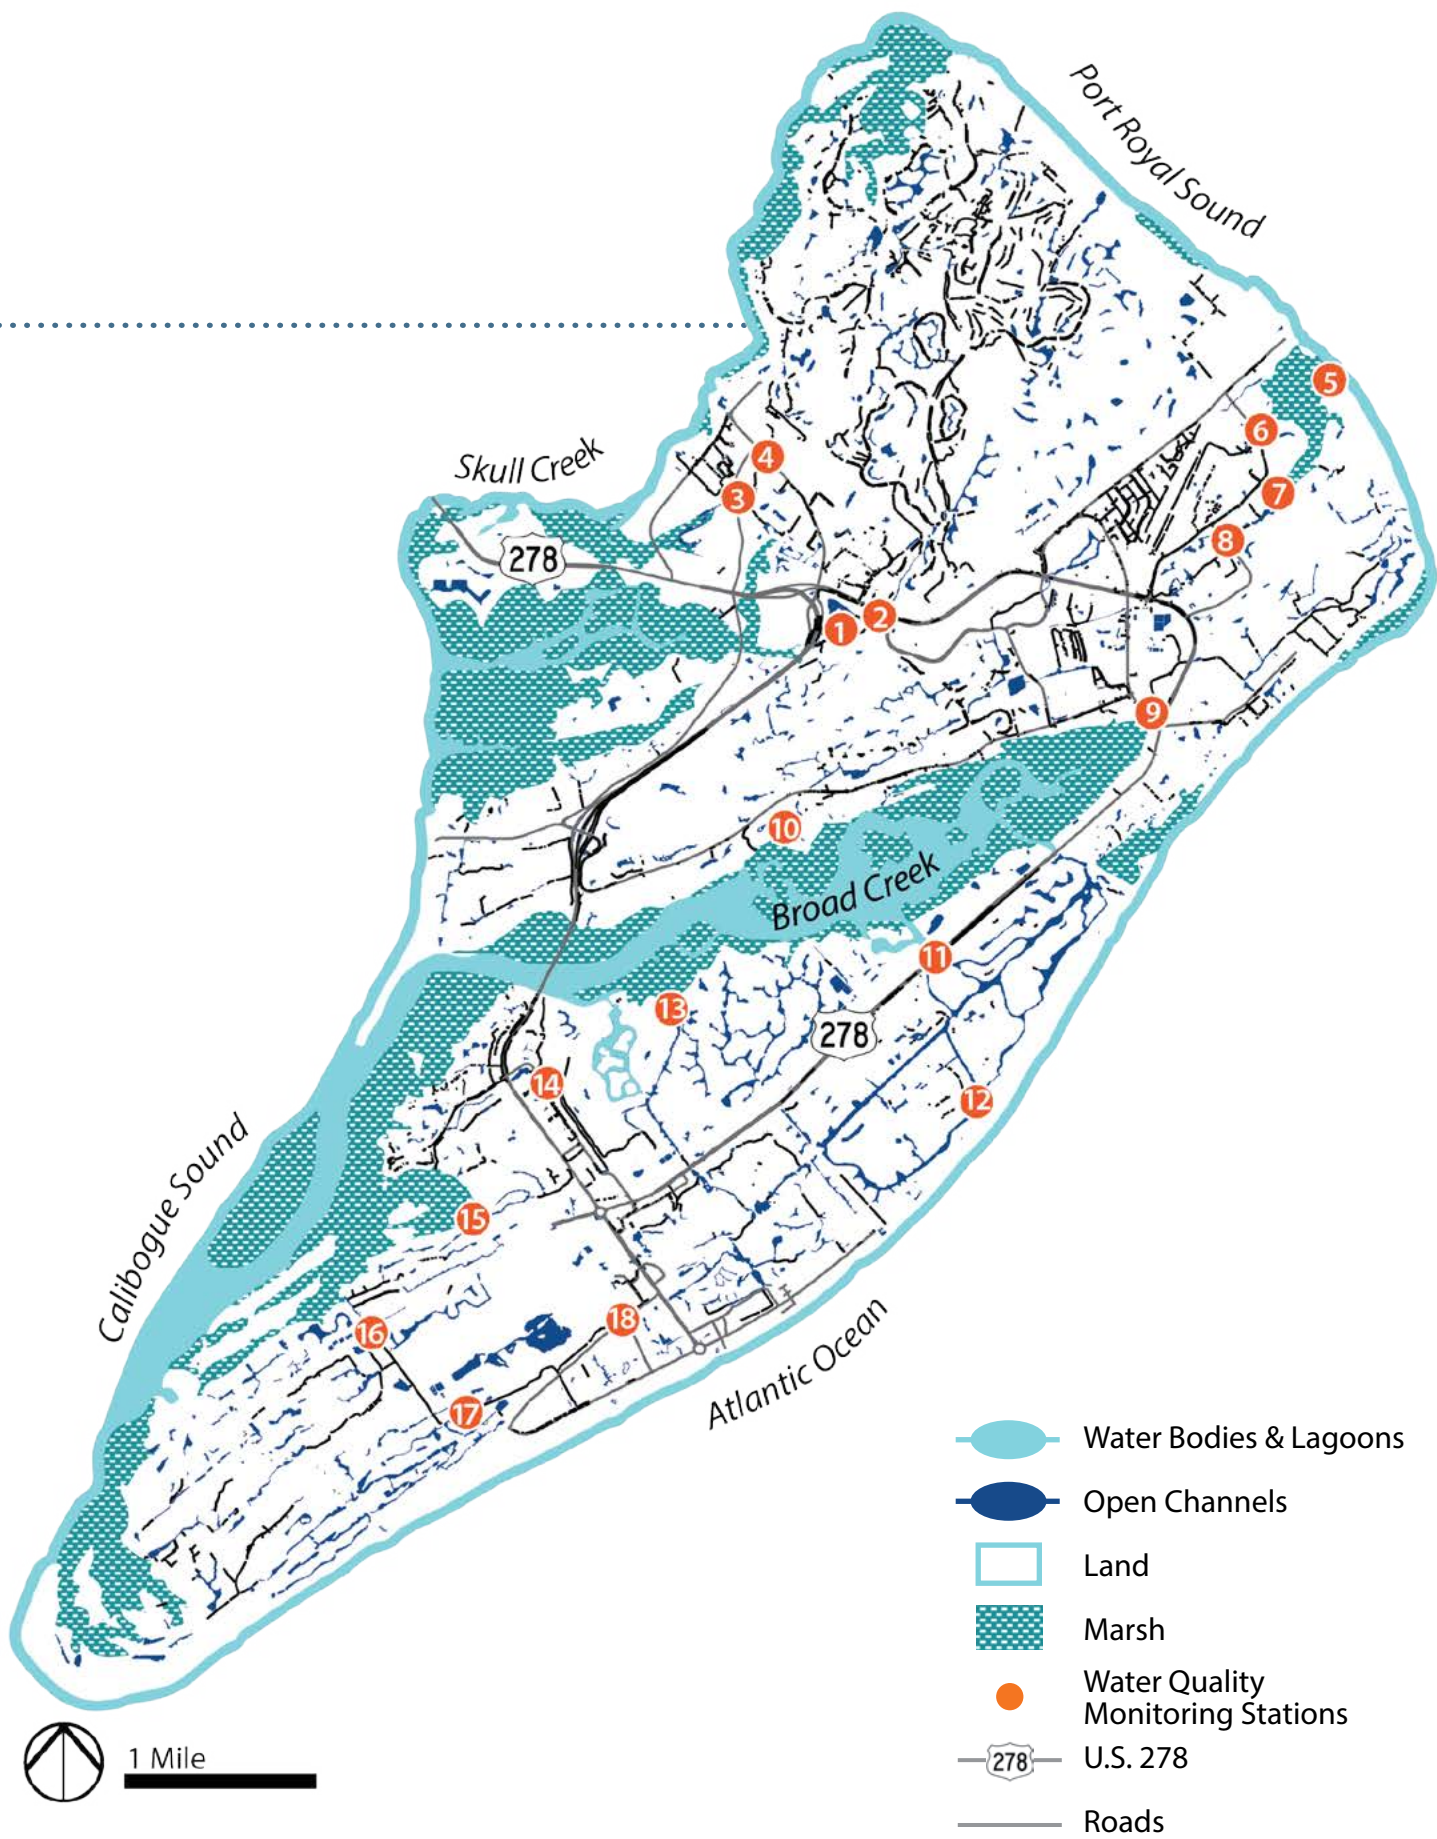 Port Royal Sound
5
6
4
Skull Creek
3
7
8
278
2
1
9
10
Broad Creek
11
13
278
14
12
Calibogue Sound
15
18
16
Atlantic Ocean
17
Water Bodies & Lagoons
Open Channels
Land
Marsh
Water Quality
Monitoring Stations
278
U.S. 278
Roads
1 Mile